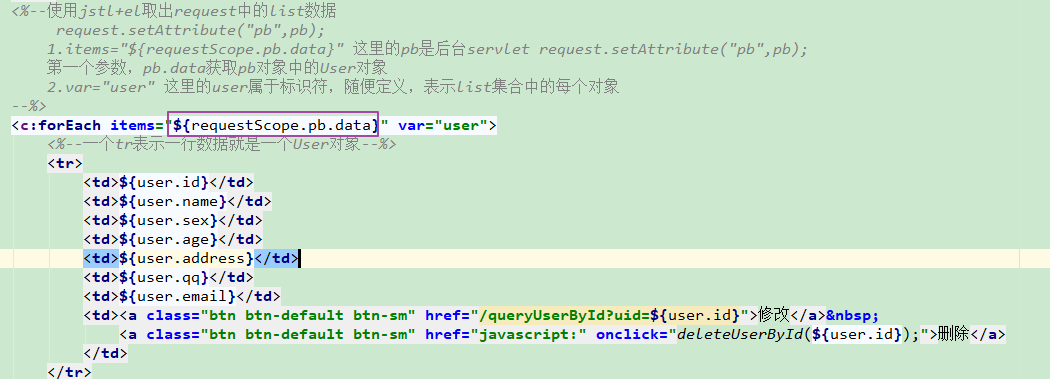 <%--使用jstl+el取出request中的list数据
request.setAttribute("pb",pb);
1.items="${requestScope.pb.data}" 这里的pb是后台servlet request.setAttribute("pb",pb);
第一个参数，pb.data获取pb对象中的User对象
2.var="user" 这里的user属于标识符，随便定义，表示list集合中的每个对象
--%>
<c:forEach items="${requestScope.pb.data}" var="user">
<%--一个tr表示一行数据就是一个User对象--%>
<tr>
<td>${user.id}</td>
<td>${user.name}</td>
<td>${user.sex}</td>
<td>${user.age}</td>
<td>${user.address}</td>
<td>${user.qq}</td>
<td>${user.email}</td>
<td><a class="btn btn-default btn-sm" href="/queryUserById?uid=${user.id}">修改</a>&nbsp;
<a class="btn btn-default btn-sm" href="javascript:" onclick="deleteUserById(${user.id});">删除</a>
</td>
</tr>